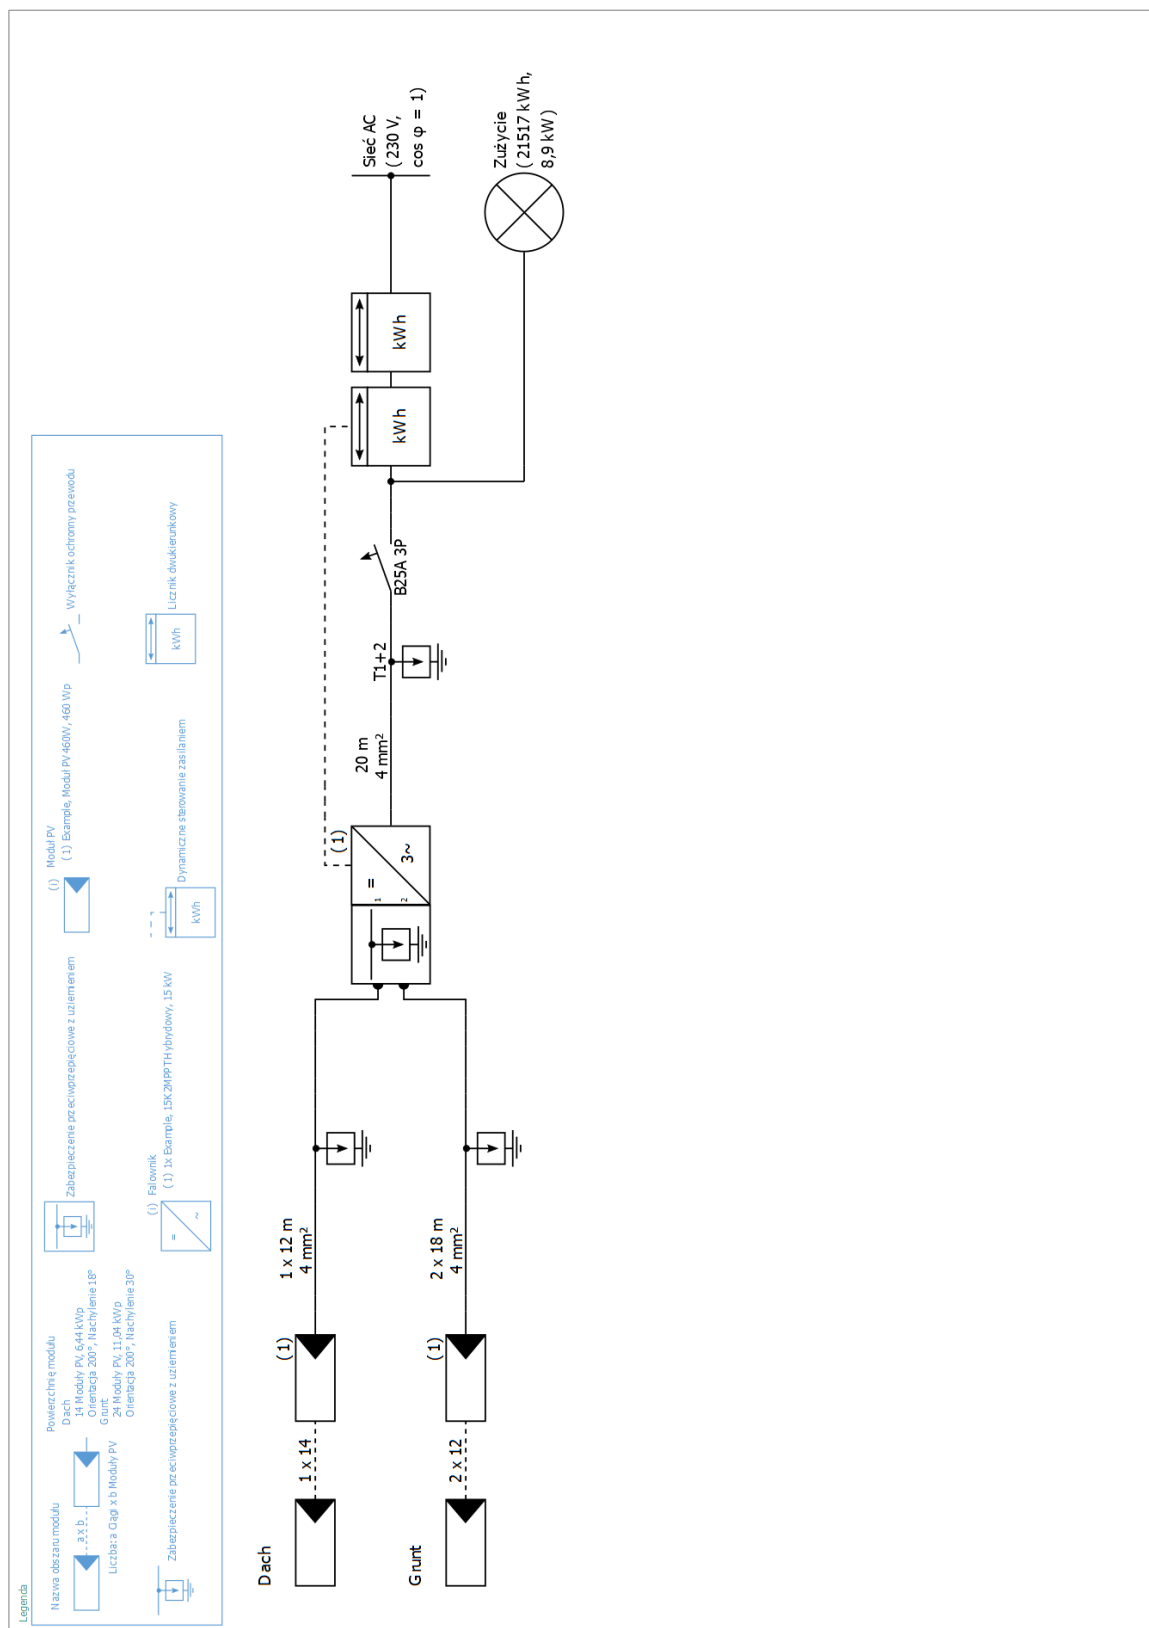 Legenda
Nazwa obszaru modułu
a x b
Liczba: a Ciągi x b Moduły PV
Powierzchnię modułu
Dach
14 Moduły PV, 6,44 kWp
Orientacja 200°, Nachylenie 18°
Grunt
24 Moduły PV, 11,04 kWp
Orientacja 200°, Nachylenie 30°
Zabezpieczenie przeciwprzepięciowe z uziemieniem
(i) Moduł PV
(1) Example, Moduł PV 460W, 460 Wp
Wyłącznik ochronny przewodu
Zabezpieczenie przeciwprzepięciowe z uziemieniem
=
~
(i) Falownik
(1) 1x Example, 15K 2MPPT Hybrydowy, 15 kW
kWh
Dynamiczne sterowanie zasilaniem
kWh
Licznik dwukierunkowy
Dach
1 x 14
(1)
1 x 12 m
4 mm²
Grunt
2 x 12
(1)
2 x 18 m
4 mm²
(1)
=
1
2
3~
20 m
4 mm²
T1+2
B25A 3P
kWh
kWh
Sieć AC
(230 V,
cos φ = 1)
Zużycie
(21517 kWh,
8,9 kW)